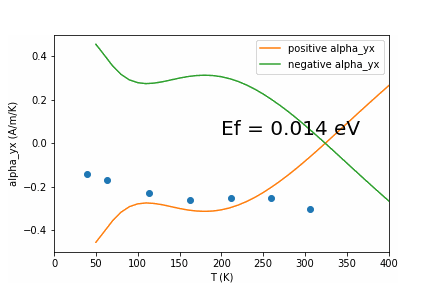 positive alpha_yx
negative alpha_yx
Ef = 0.014 eV
alpha_yx (A/m/K)
0.4
0.2
0.0
−0.2
−0.4
0
50
100
150
200
250
300
350
400
T (K)